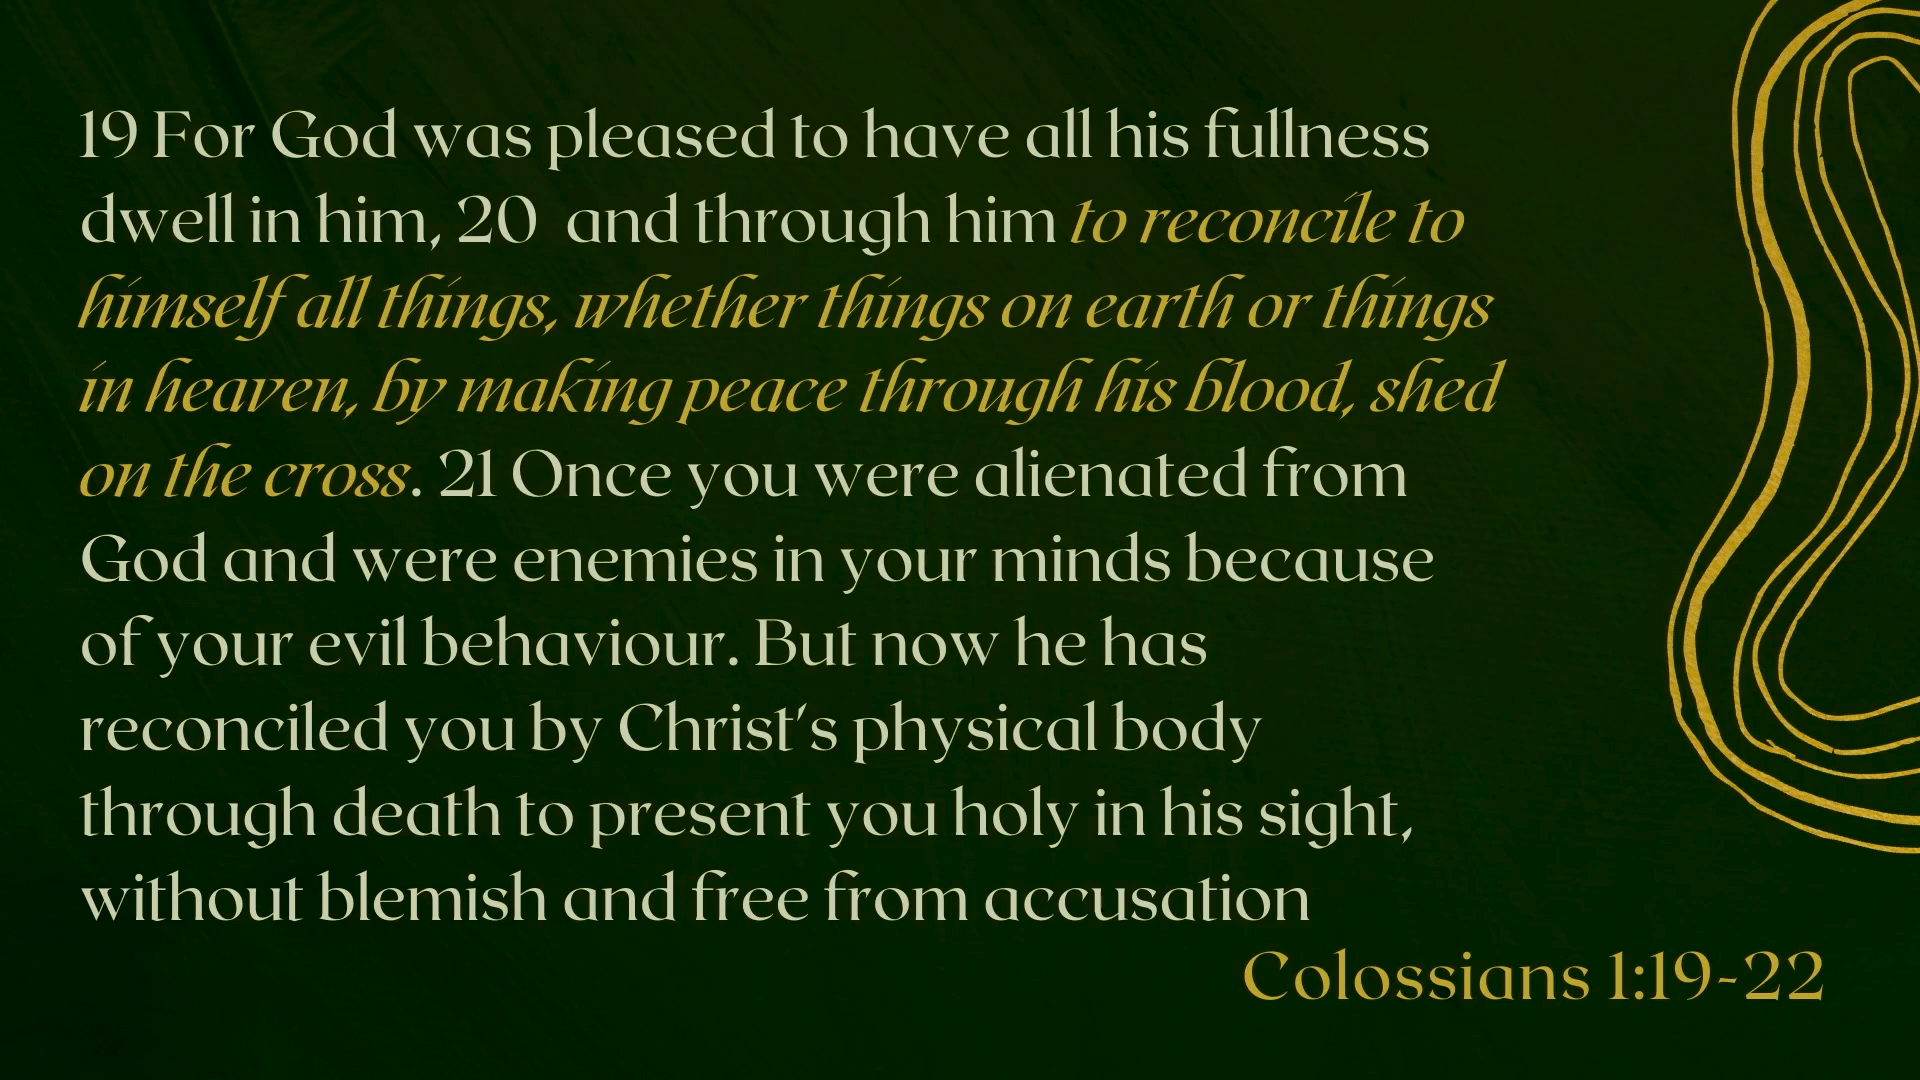 19 For God was pleased to have all his fullness
dwell in him, 20  and through him to reconcile to
himself all things, whether things on earth or things
in heaven, by making peace through his blood, shed
on the cross. 21 Once you were alienated from
God and were enemies in your minds because
of your evil behaviour. But now he has
reconciled you by Christ's physical body
through death to present you holy in his sight,
without blemish and free from accusation
Colossians 1:19-22